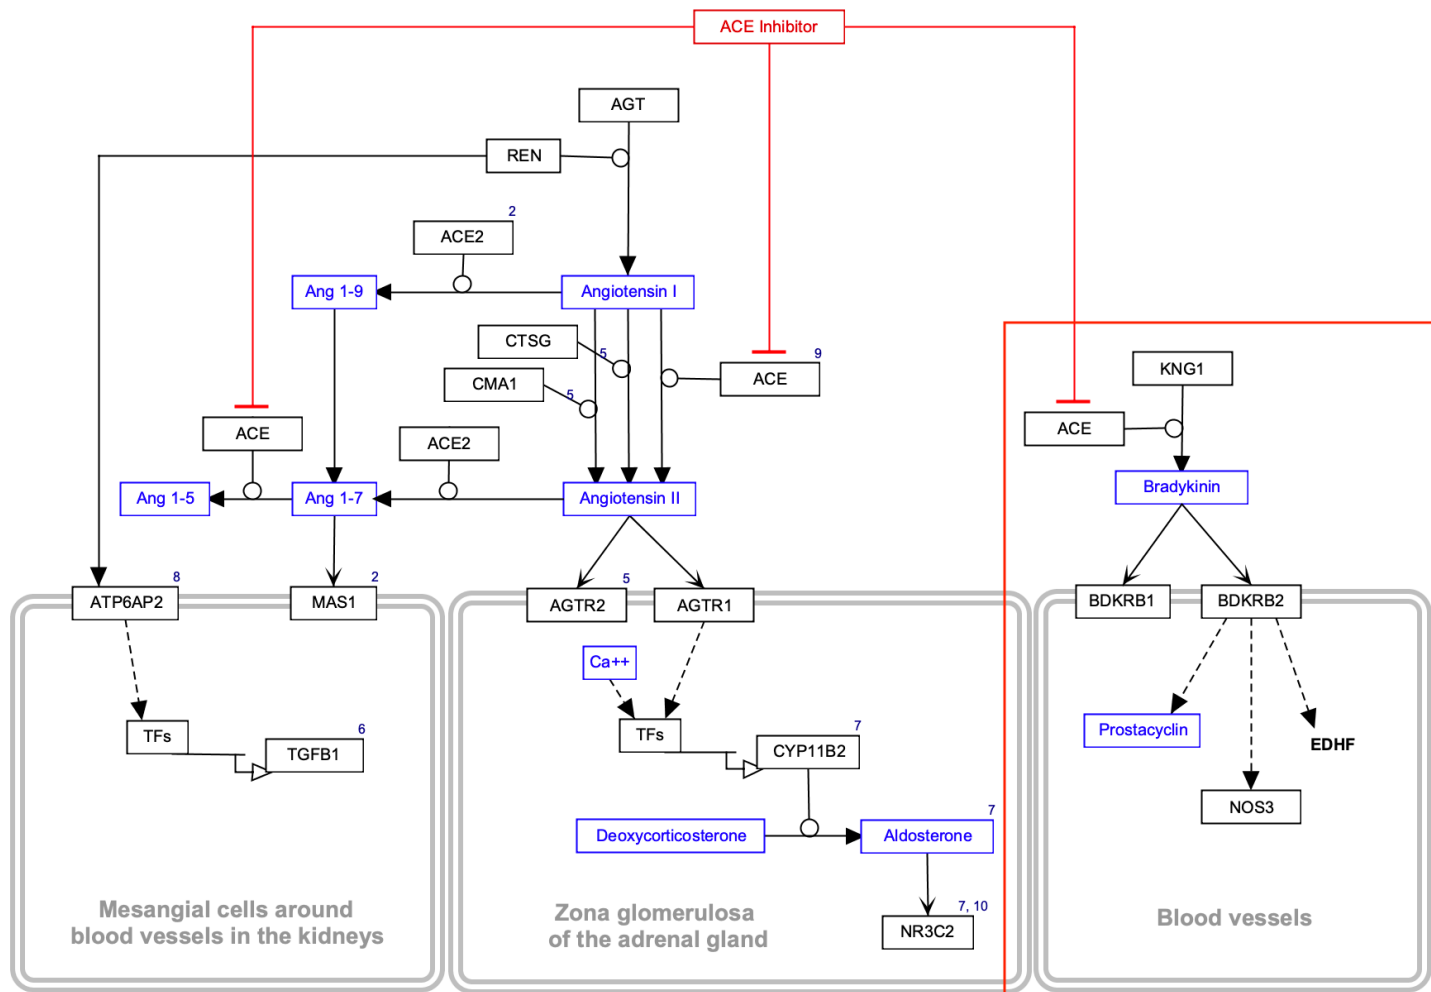 ACE Inhibitor
AGT
REN
2
ACE2
Ang 1-9
Angiotensin I
CTSG
5
9
ACE
KNG1
CMA1
5
ACE
ACE2
ACE
Bradykinin
Ang 1-5
Ang 1-7
Angiotensin II
8
ATP6AP2
2
MAS1
5
AGTR2
AGTR1
BDKRB1
BDKRB2
Ca++
TFs
6
TGFB1
TFs
7
CYP11B2
Prostacyclin
EDHF
NOS3
Deoxycorticosterone
7
Aldosterone
7, 10
NR3C2
Mesangial cells around
blood vessels in the kidneys
Zona glomerulosa
of the adrenal gland
Blood vessels